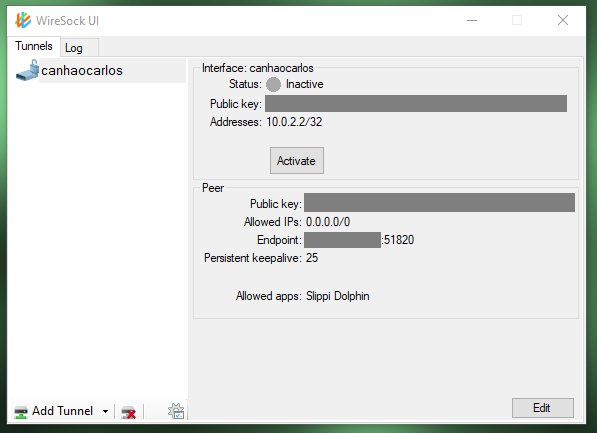 WireSock UI
Tunnels Log
canhaocarlos
Interface: canhaocarlos
Status: Inactive
Public key:
Addresses: 10.0.2.2/32
Activate
Peer
Public key:
Allowed IPs: 0.0.0.0/0
Endpoint: :51820
Persistent keepalive: 25
Allowed apps: Slippi Dolphin
Add Tunnel
Edit